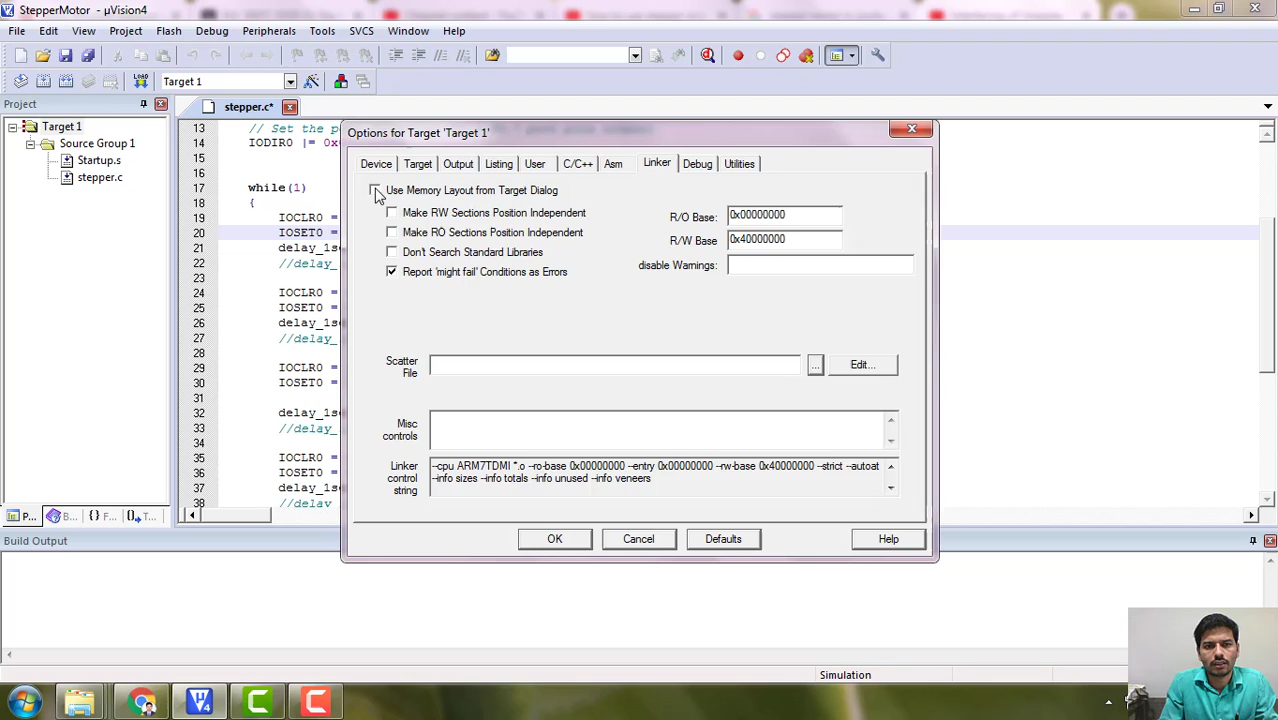 StepperMotor - µVision4
File Edit View Project Flash Debug Peripherals Tools SVCS Window Help
LOAD Target 1
Project
stepper.c*
Target 1
Source Group 1
Startup.s
stepper.c
13 // Set the p
14 IODIR0 |= 0x
15
16
17 while(1)
18 {
19 IOCLR0 =
20 IOSET0 =
21 delay_1s
22 //delay_
23
24 IOCLR0 =
25 IOSET0 =
26 delay_1s
27 //delay_
28
29 IOCLR0 =
30 IOSET0 =
31
32 delay_1s
33 //delay_
34
35 IOCLR0 =
36 IOSET0 =
37 delay_1s
38 //delay
Options for Target 'Target 1'
Device Target Output Listing User C/C++ Asm Linker Debug Utilities
Use Memory Layout from Target Dialog
Make RW Sections Position Independent
Make RO Sections Position Independent
Don't Search Standard Libraries
Report 'might fail' Conditions as Errors
R/O Base: 0x00000000
R/W Base 0x40000000
disable Warnings:
Scatter File
... Edit...
Misc controls
Linker control string
--cpu ARM7TDMI *.o --ro-base 0x00000000 --entry 0x00000000 --rw-base 0x40000000 --strict --autoat
--info sizes --info totals --info unused --info veneers
OK Cancel Defaults Help
P... B... {} F... T...
Build Output
Simulation